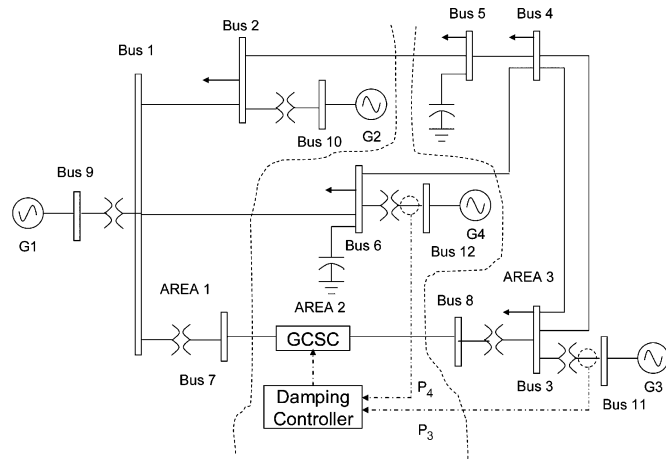 Bus 2
Bus 5
Bus 4
Bus 1
Bus 10
G2
Bus 9
G1
Bus 6
Bus 12
G4
AREA 1
AREA 2
AREA 3
Bus 8
GCSC
Bus 7
Bus 3
G3
Bus 11
Damping
Controller
P4
P3